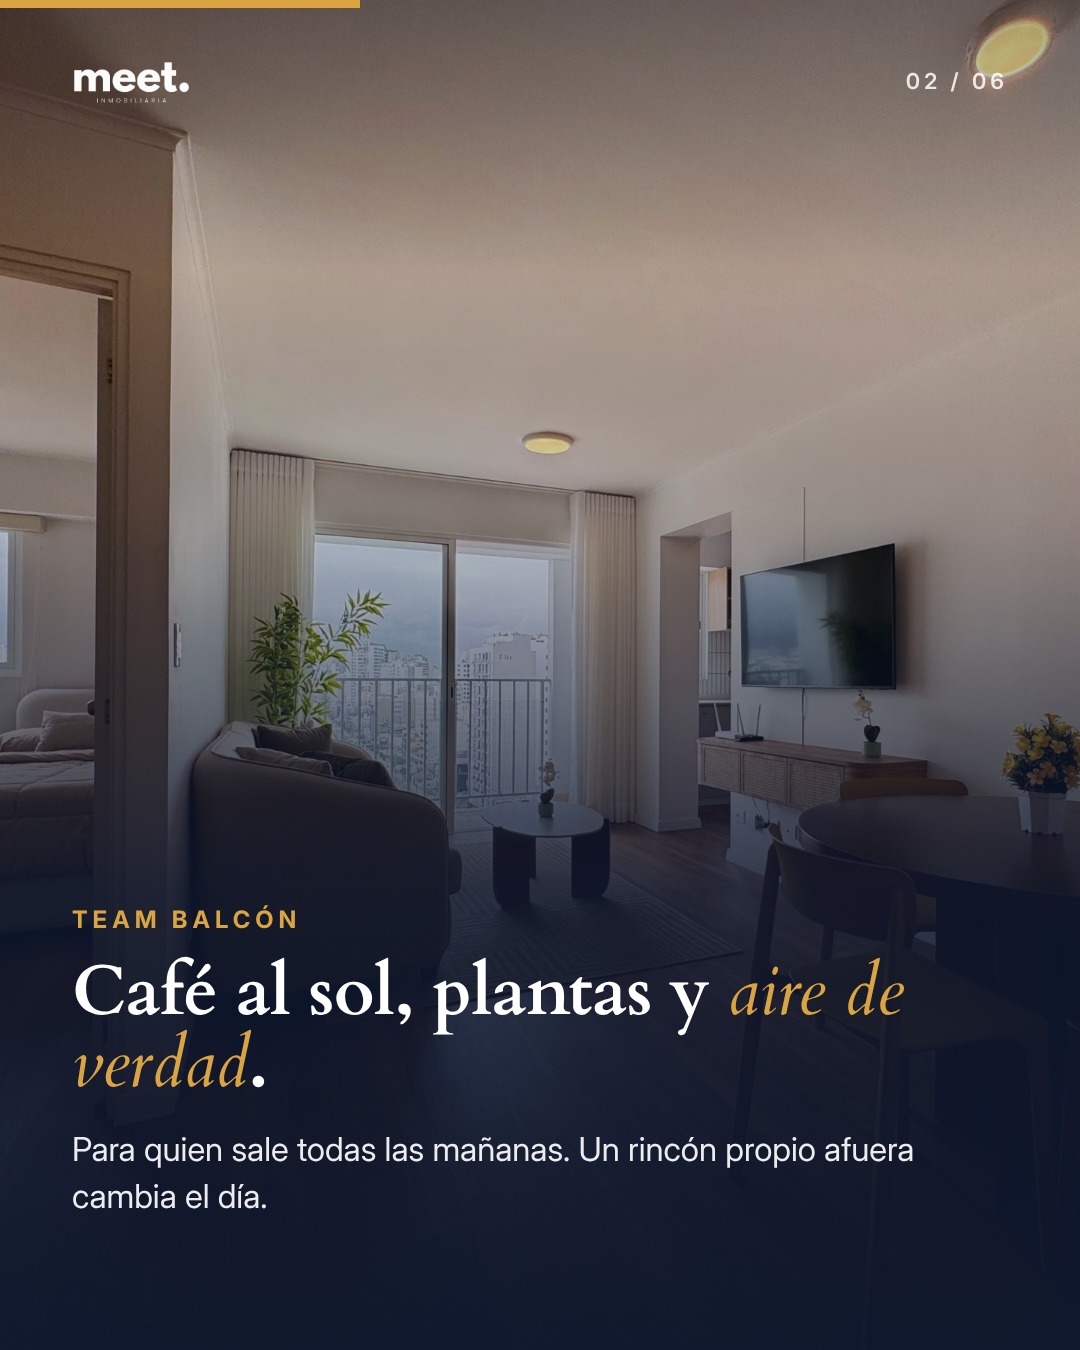 meet.
INMOBILIARIA
02 / 06
TEAM BALCÓN
Café al sol, plantas y aire de
verdad.
Para quien sale todas las mañanas. Un rincón propio afuera
cambia el día.